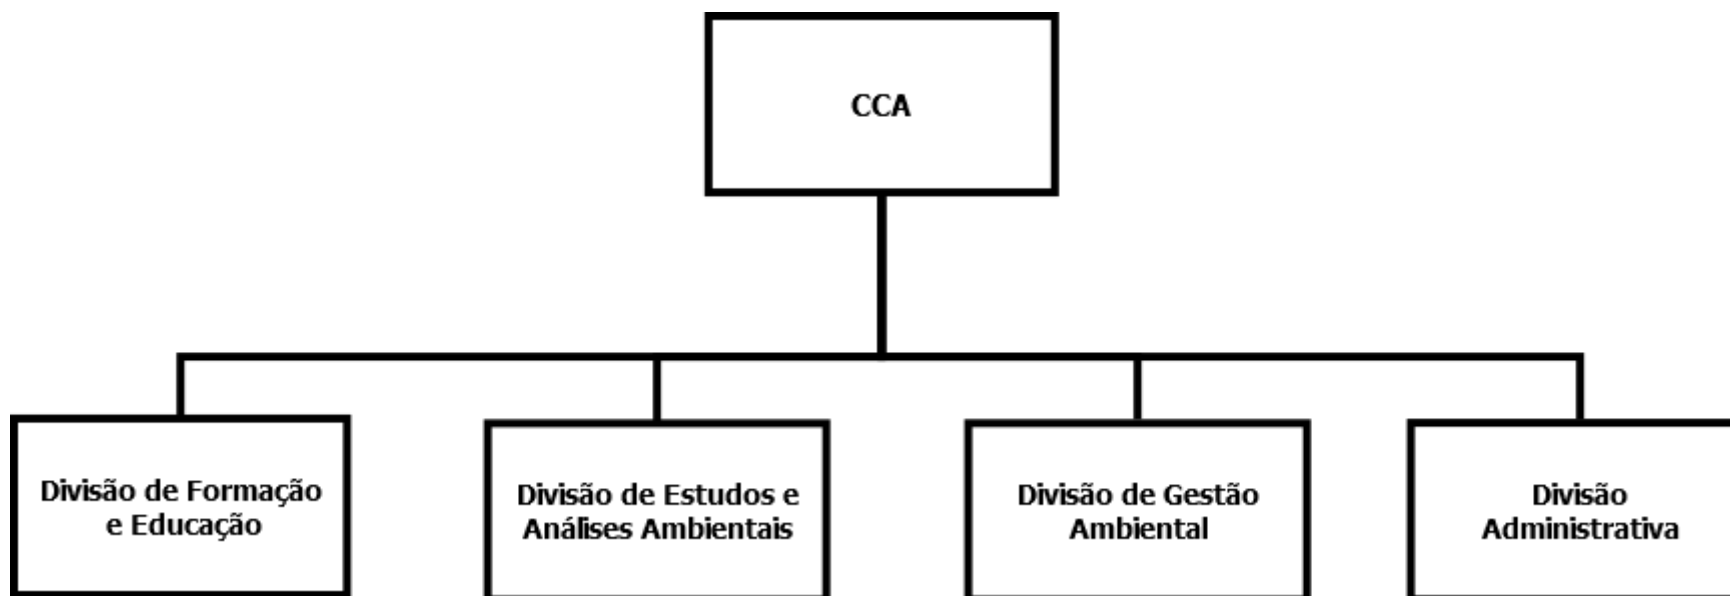 CCA
Divisão de Formação
e Educação
Divisão de Estudos e
Análises Ambientais
Divisão de Gestão
Ambiental
Divisão
Administrativa